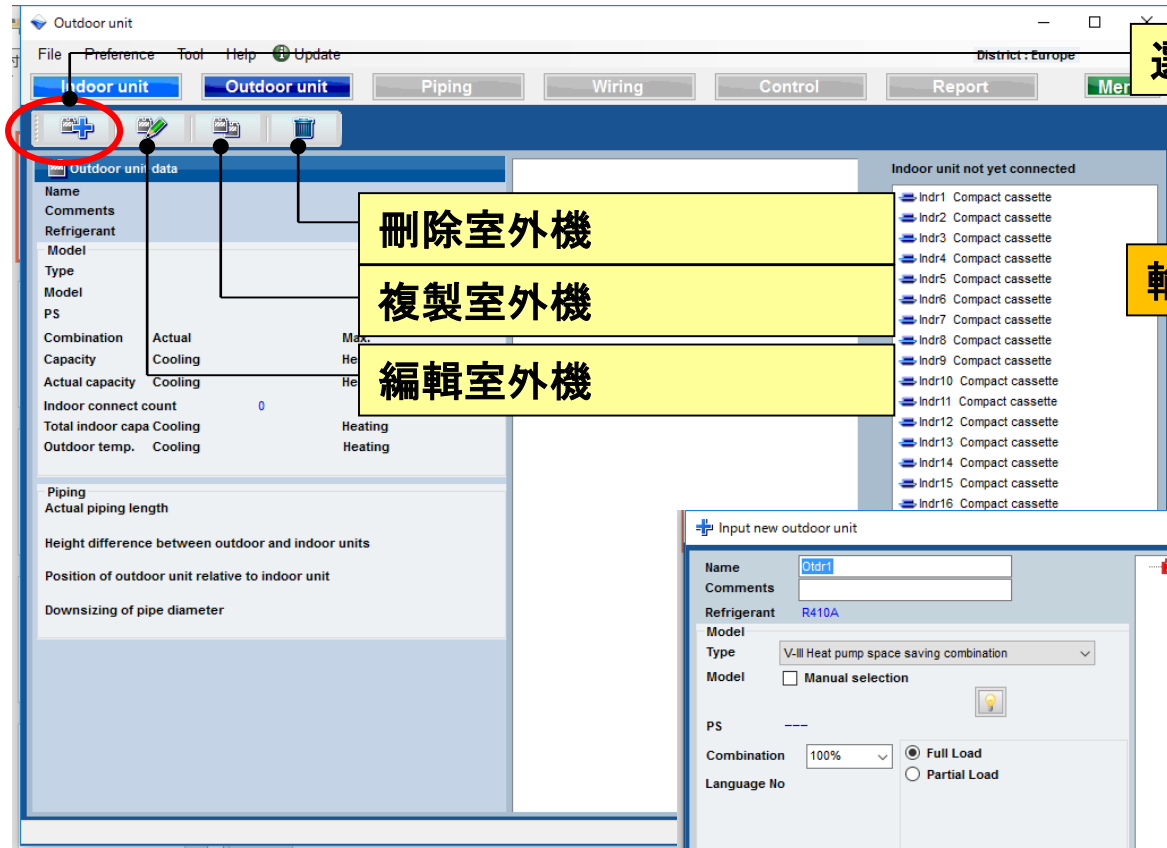 Outdoor unit
File Preference Tool Help Update
District : Europe
Indoor unit Outdoor unit Piping Wiring Control Report
Outdoor unit data
Name
Comments
Refrigerant
Model
Type
Model
PS
Combination Actual Max.
Capacity Cooling
Actual capacity Cooling
Indoor connect count 0
Total indoor capa Cooling Heating
Outdoor temp. Cooling Heating
Piping
Actual piping length
Height difference between outdoor and indoor units
Position of outdoor unit relative to indoor unit
Downsizing of pipe diameter
刪除室外機
複製室外機
編輯室外機
Indoor unit not yet connected
Indr1 Compact cassette
Indr2 Compact cassette
Indr3 Compact cassette
Indr4 Compact cassette
Indr5 Compact cassette
Indr6 Compact cassette
Indr7 Compact cassette
Indr8 Compact cassette
Indr9 Compact cassette
Indr10 Compact cassette
Indr11 Compact cassette
Indr12 Compact cassette
Indr13 Compact cassette
Indr14 Compact cassette
Indr15 Compact cassette
Indr16 Compact cassette
Input new outdoor unit
Name Otdr1
Comments
Refrigerant R410A
Model
Type V-III Heat pump space saving combination
Model Manual selection
PS ---
Combination 100% Full Load
Partial Load
Language No